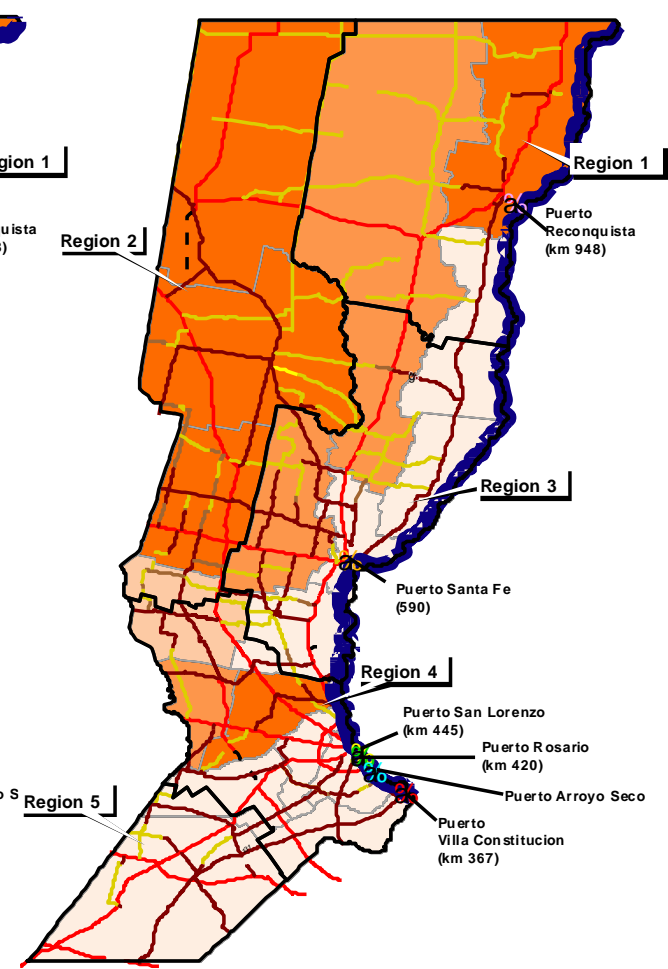 gion 1
uista
)
Region 1
Puerto
Reconquista
(km 948)
Region 2
Region 3
Puerto Santa Fe
(590)
Region 4
Puerto San Lorenzo
(km 445)
Puerto Rosario
(km 420)
Puerto Arroyo Seco
o S
Region 5
Puerto
Villa Constitucion
(km 367)